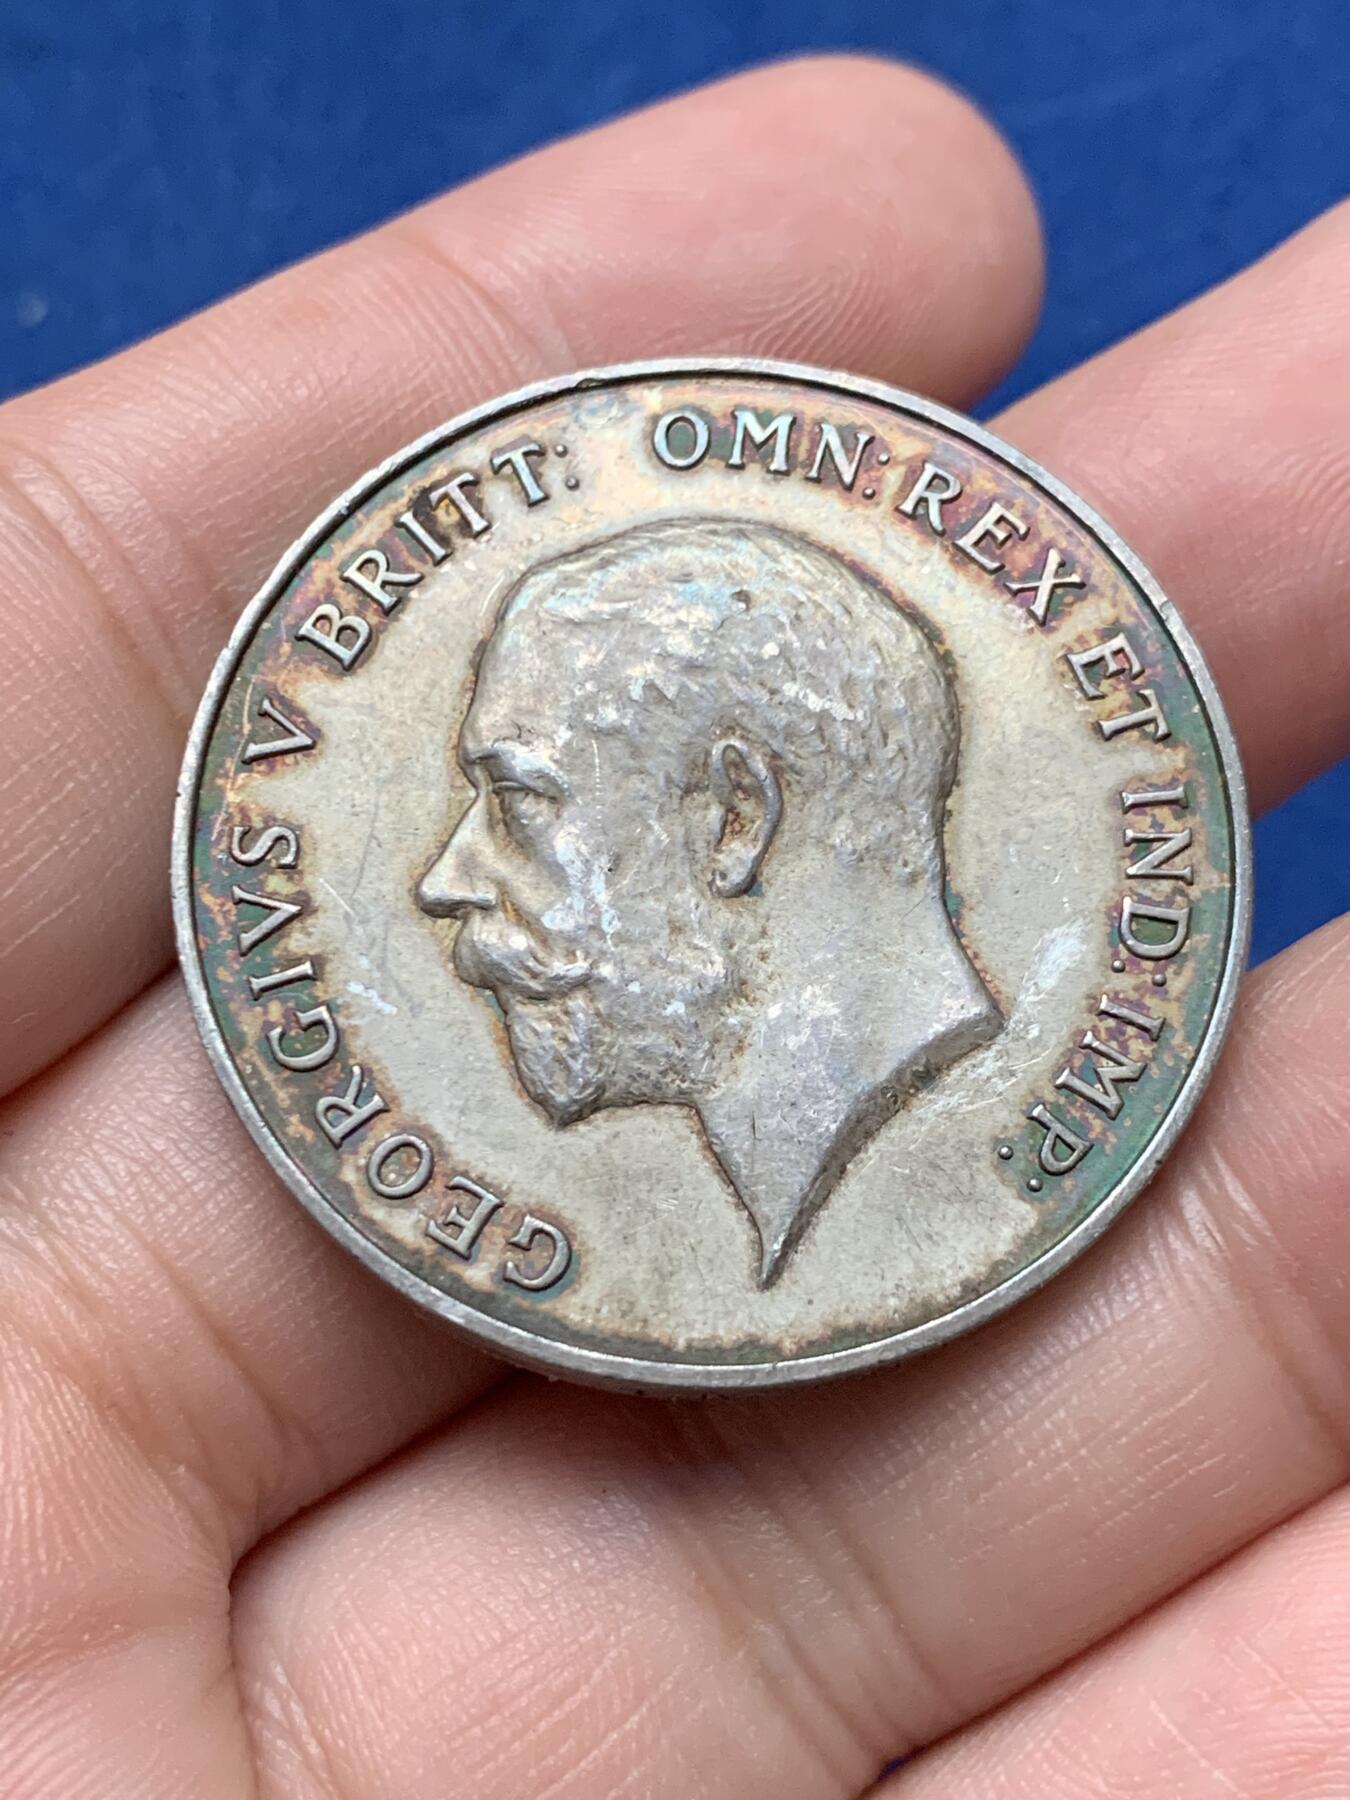 GEORGIVS V BRITT: OMN: REX ET IND: IMP: